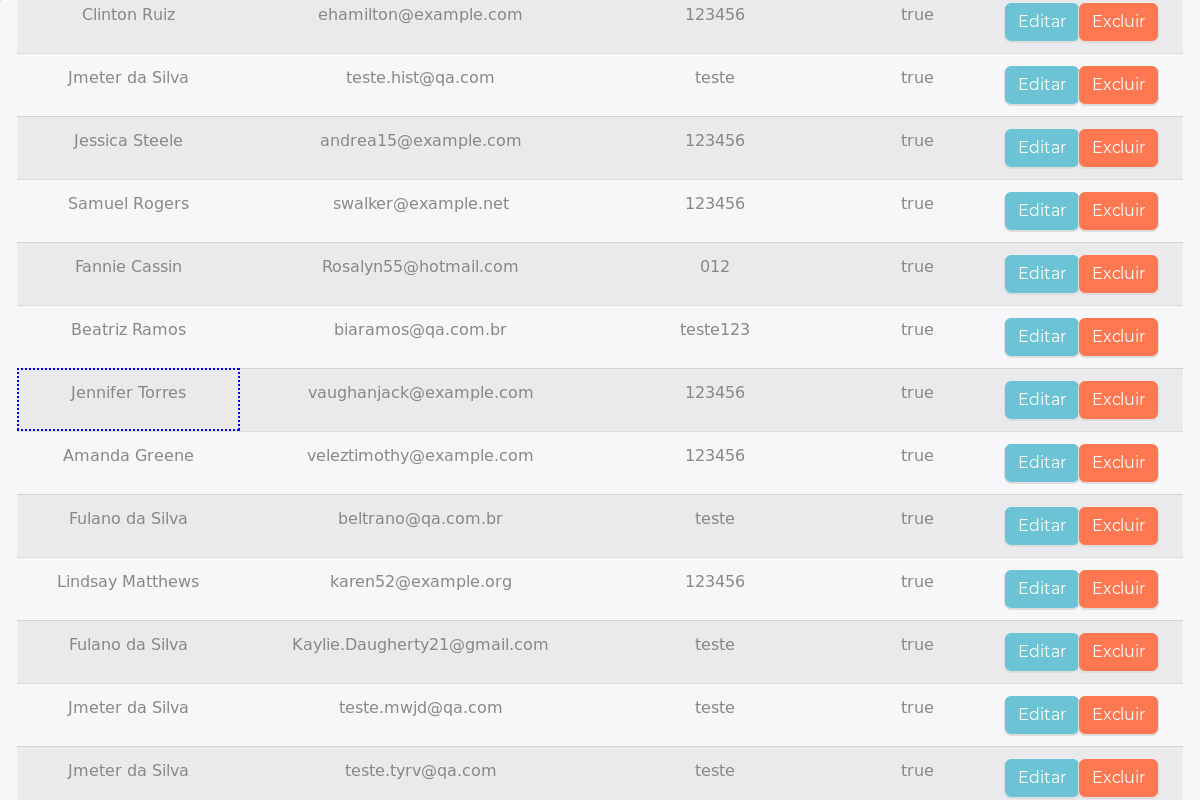 Clinton Ruiz ehamilton@example.com 123456 true Editar Excluir
Jmeter da Silva teste.hist@qa.com teste true Editar Excluir
Jessica Steele andrea15@example.com 123456 true Editar Excluir
Samuel Rogers swalker@example.net 123456 true Editar Excluir
Fannie Cassin Rosalyn55@hotmail.com 012 true Editar Excluir
Beatriz Ramos biaramos@qa.com.br teste123 true Editar Excluir
Jennifer Torres vaughanjack@example.com 123456 true Editar Excluir
Amanda Greene veleztimothy@example.com 123456 true Editar Excluir
Fulano da Silva beltrano@qa.com.br teste true Editar Excluir
Lindsay Matthews karen52@example.org 123456 true Editar Excluir
Fulano da Silva Kaylie.Daugherty21@gmail.com teste true Editar Excluir
Jmeter da Silva teste.mwjd@qa.com teste true Editar Excluir
Jmeter da Silva teste.tyrv@qa.com teste true Editar Excluir